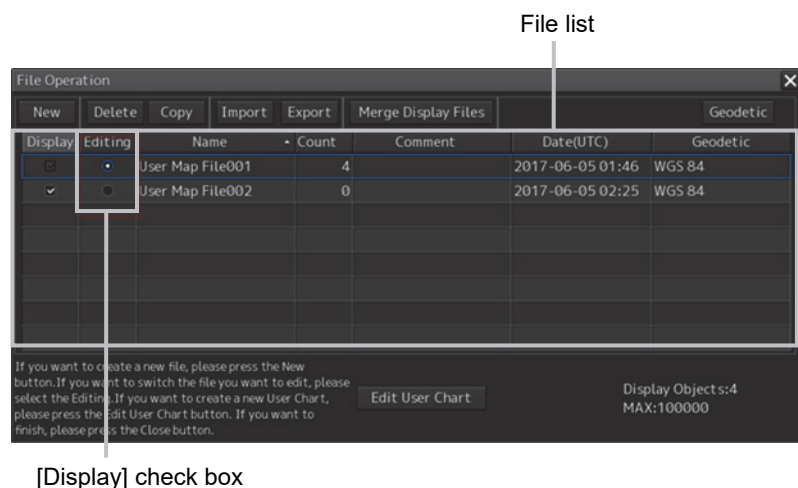 File list
File Operation
New Delete Copy Import Export Merge Display Files Geodetic
Display Editing Name Count Comment Date(UTC) Geodetic
User Map File001 4 2017-06-05 01:46 WGS 84
User Map File002 0 2017-06-05 02:25 WGS 84
If you want to create a new file, please press the New
button.If you want to switch the file you want to edit, please
select the Editing.If you want to create a new User Chart,
please press the Edit User Chart button. If you want to
finish, please press the Close button.
Edit User Chart
Display Objects:4
MAX:100000
[Display] check box